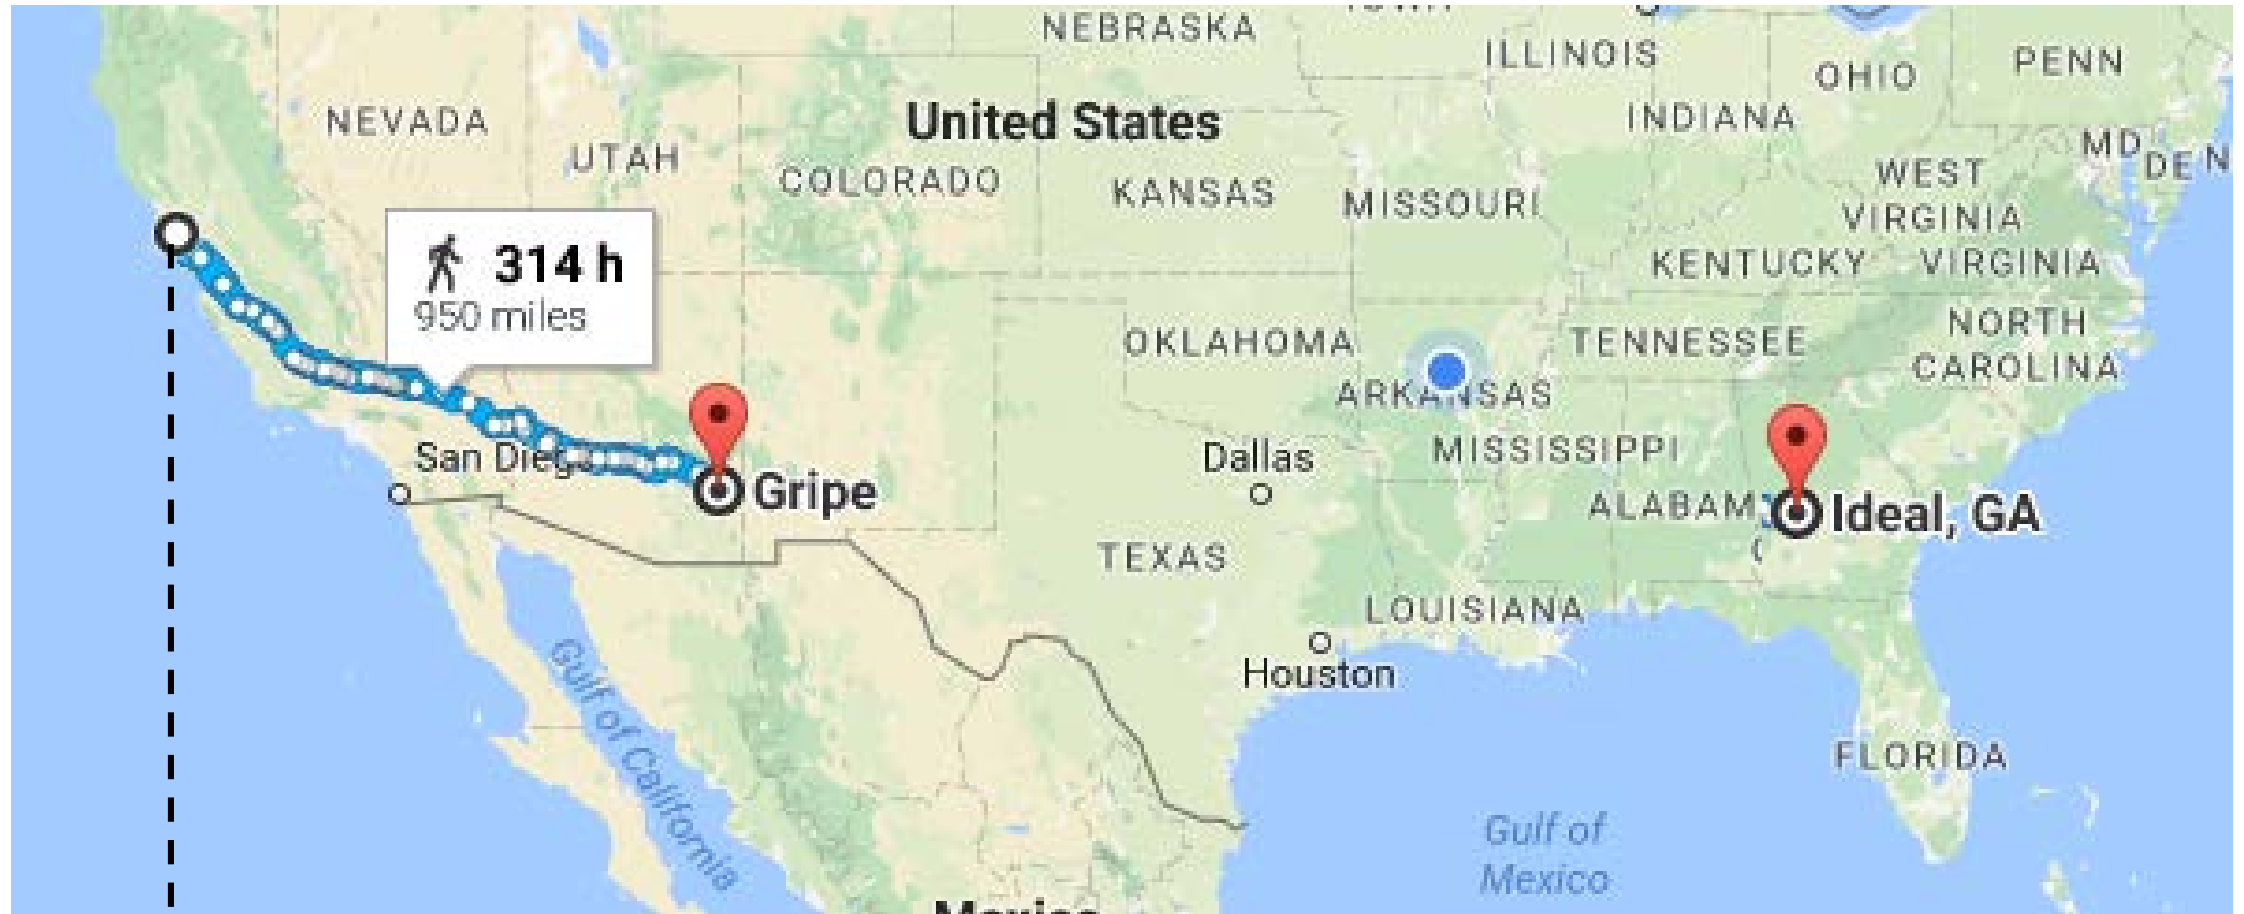 NEBRASKA
ILLINOIS
OHIO
PENN
NEVADA
United States
INDIANA
UTAH
COLORADO
KANSAS
MISSOURI
WEST
VIRGINIA
MD
DE
N
314 h
950 miles
KENTUCKY
VIRGINIA
OKLAHOMA
TENNESSEE
NORTH
CAROLINA
ARKANSAS
San Diego
Dallas
MISSISSIPPI
Gripe
ALABAM
Ideal, GA
TEXAS
LOUISIANA
Houston
Gulf of California
FLORIDA
Gulf of
Mexico
Mexico